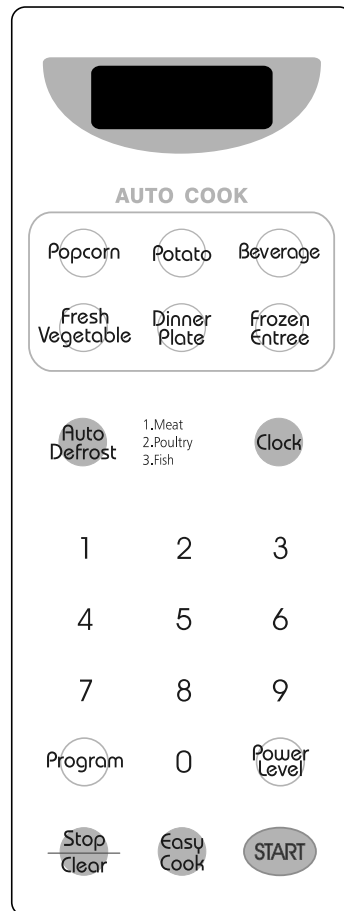 AUTO COOK
Popcorn
Potato
Beverage
Fresh
Vegetable
Dinner
Plate
Frozen
Entree
Auto
Defrost
1.Meat
2.Poultry
3.Fish
Clock
1 2 3
4 5 6
7 8 9
Program
0
Power
Level
Stop
Clear
Easy
Cook
START